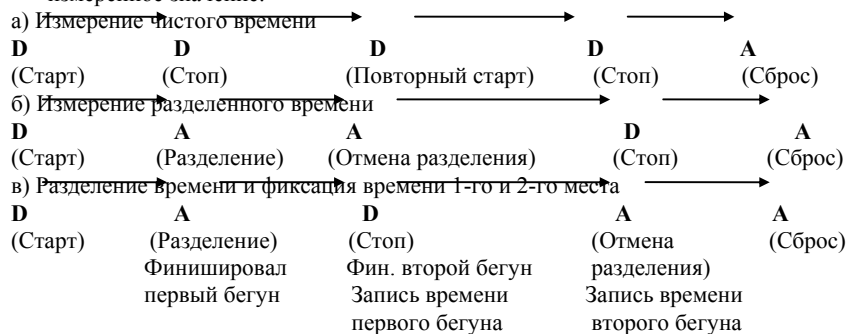 измеренное значение.
а) Измерение чистого времени
D D D D A
(Старт) (Стоп) (Повторный старт) (Стоп) (Сброс)
б) Измерение разделенного времени
D A A D A
(Старт) (Разделение) (Отмена разделения) (Стоп) (Сброс)
в) Разделение времени и фиксация времени 1-го и 2-го места
D A D A A
(Старт) (Разделение) (Стоп) (Отмена (Сброс)
Финишировал Фин. второй бегун разделения)
первый бегун Запись времени Запись времени
первого бегуна второго бегуна